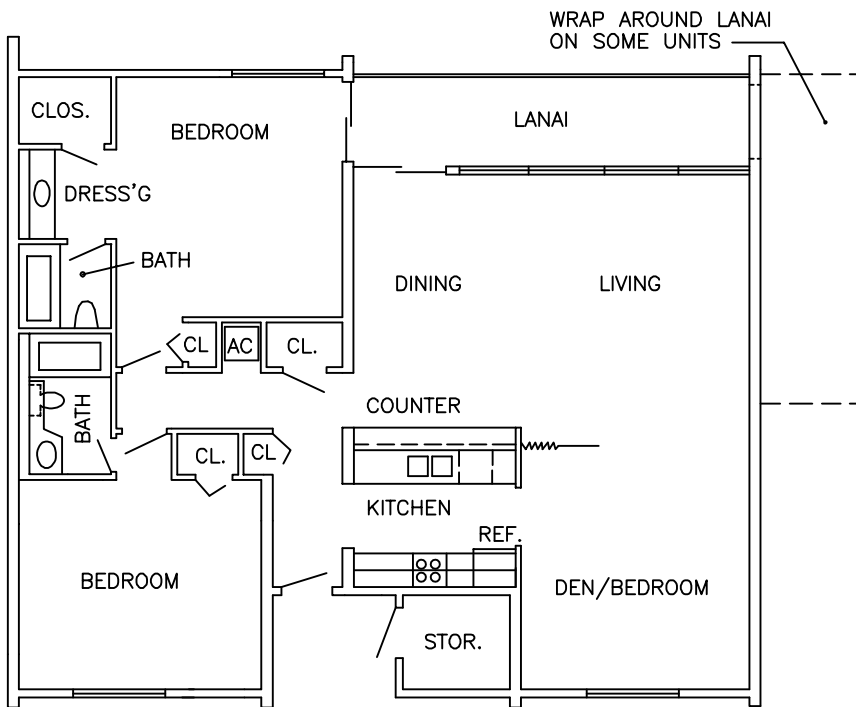 WRAP AROUND LANAI
ON SOME UNITS
CLOS.
BEDROOM
LANAI
DRESS'G
BATH
DINING
LIVING
CL
AC
CL.
COUNTER
BATH
CL.
CL
KITCHEN
REF.
BEDROOM
DEN/BEDROOM
STOR.